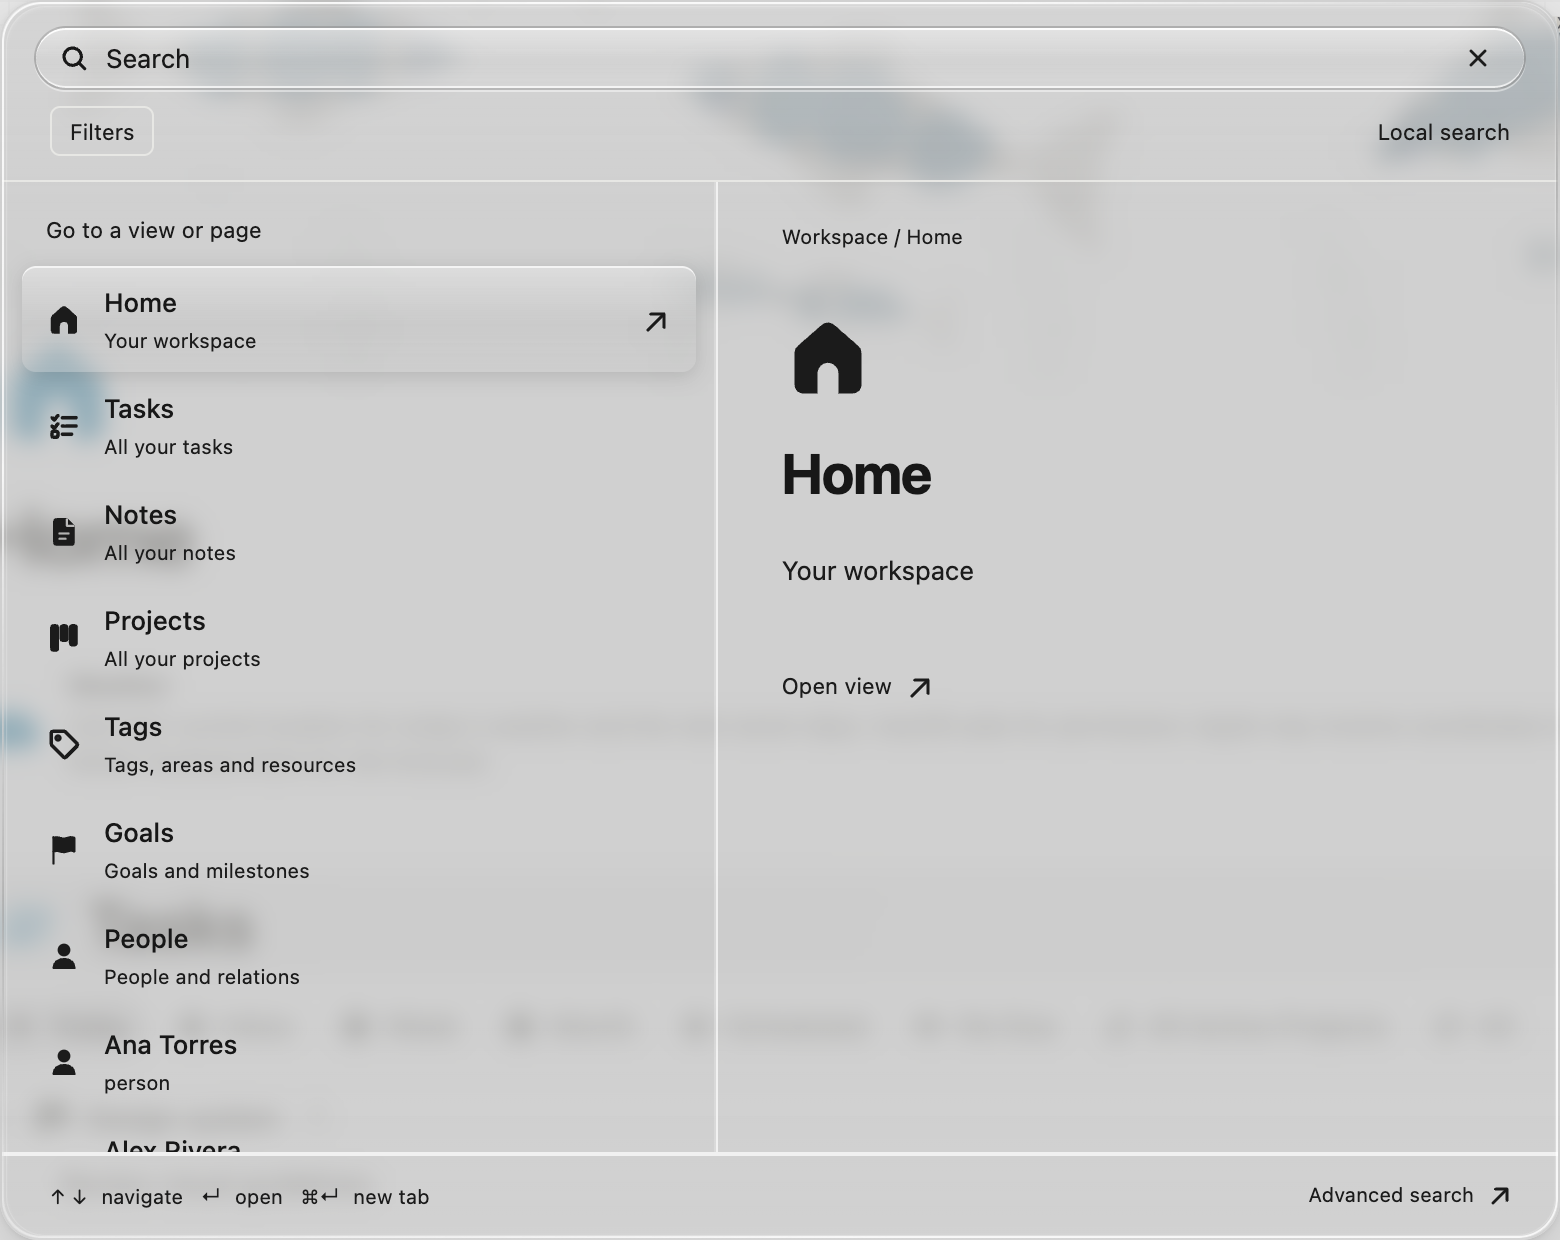 Search
Filters
Local search
Go to a view or page
Home
Your workspace
Tasks
All your tasks
Notes
All your notes
Projects
All your projects
Tags
Tags, areas and resources
Goals
Goals and milestones
People
People and relations
Ana Torres
person
Alex Rivera
Workspace / Home
Home
Your workspace
Open view
↑ ↓ navigate ↵ open ⌘↵ new tab
Advanced search